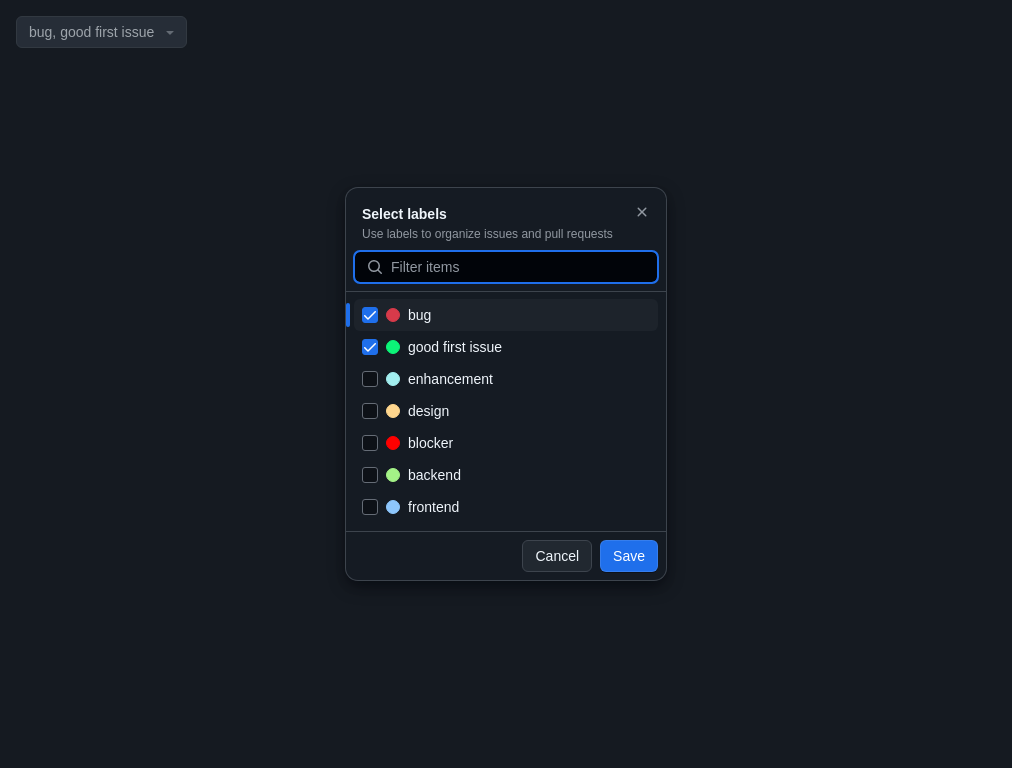 bug, good first issue
Select labels
Use labels to organize issues and pull requests
Filter items
bug
good first issue
enhancement
design
blocker
backend
frontend
Cancel Save